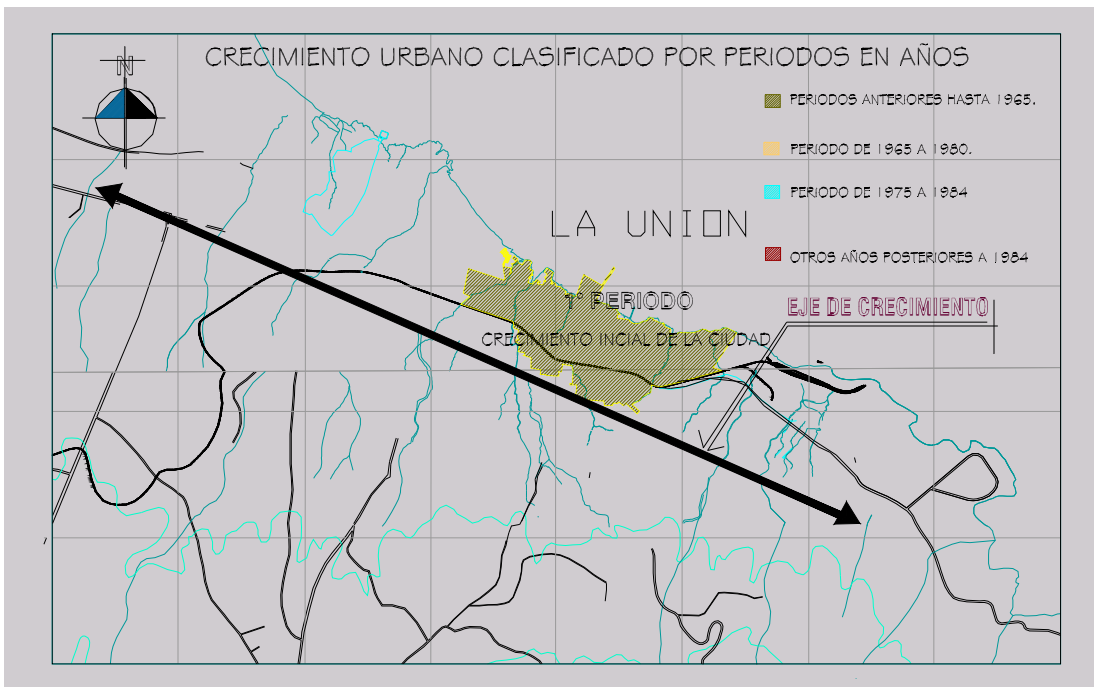 CRECIMIENTO URBANO CLASIFICADO POR PERIODOS EN AÑOS
N
PERIODOS ANTERIORES HASTA 1965.
PERIODO DE 1965 A 1980.
PERIODO DE 1975 A 1984
LA UNION
OTROS AÑOS POSTERIORES A 1984
1° PERIODO
EJE DE CRECIMIENTO
CRECIMIENTO INCIAL DE LA CIUDAD